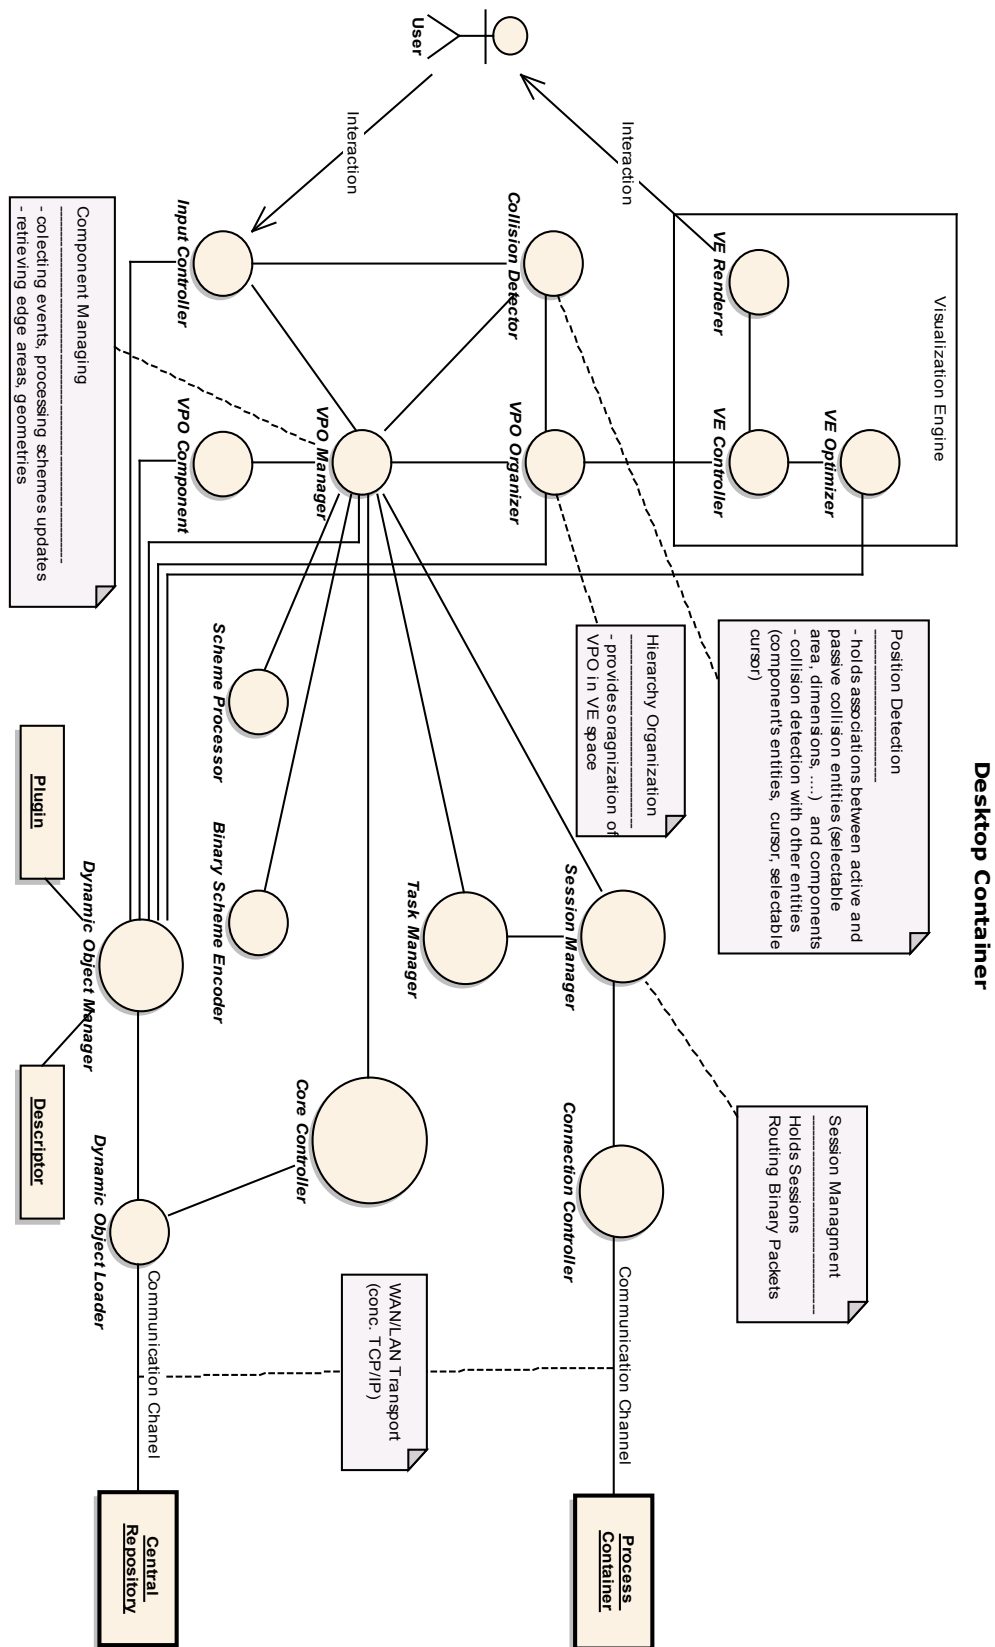 Desktop Container
User
Interaction
Interaction
Visualization Engine
VE Renderer
VE Controller
VE Optimizer
Collision Detector
VPO Organizer
Input Controller
VPO Manager
VPO Component
Component Managing
- colecting events, processing schemes updates
- retrieving edge areas, geometries
Position Detection
- holds associations between active and
passive collision entities (selectable
area, dimensions, ....) and components
- collision detection with other entities
(component's entities, cursor, selectable
cursor)
Hierarchy Organization
- provides oragnization of
VPO in VE space
Scheme Processor
Binary Scheme Encoder
Task Manager
Session Manager
Session Managment
Holds Sessions
Routing Binary Packets
Plugin
Dynamic Object Manager
Descriptor
Core Controller
Connection Controller
Dynamic Object Loader
WAN/LAN Transport
(conc. TCP/IP)
Communication Channel
Communication Chanel
Process
Container
Central
Repository